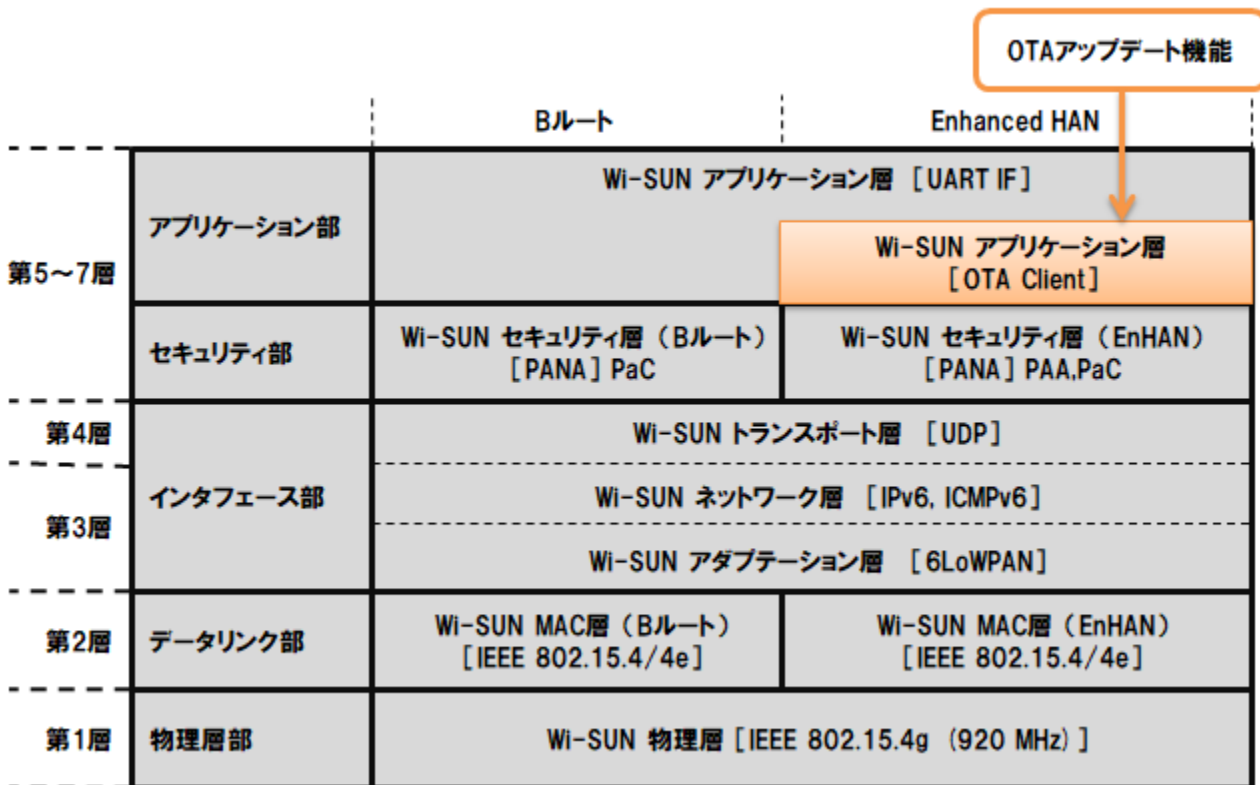 OTAアップデート機能
Bルート
Enhanced HAN
Wi-SUN アプリケーション層 [UART IF]
アプリケーション部
第5～7層
Wi-SUN アプリケーション層
[OTA Client]
セキュリティ部
Wi-SUN セキュリティ層（Bルート）
[PANA] PaC
Wi-SUN セキュリティ層（EnHAN）
[PANA] PAA,PaC
第4層
Wi-SUN トランスポート層 [UDP]
インタフェース部
Wi-SUN ネットワーク層 [IPv6, ICMPv6]
第3層
Wi-SUN アダプテーション層 [6LoWPAN]
第2層
データリンク部
Wi-SUN MAC層（Bルート）
[IEEE 802.15.4/4e]
Wi-SUN MAC層（EnHAN）
[IEEE 802.15.4/4e]
第1層
物理層部
Wi-SUN 物理層 [IEEE 802.15.4g (920 MHz)]